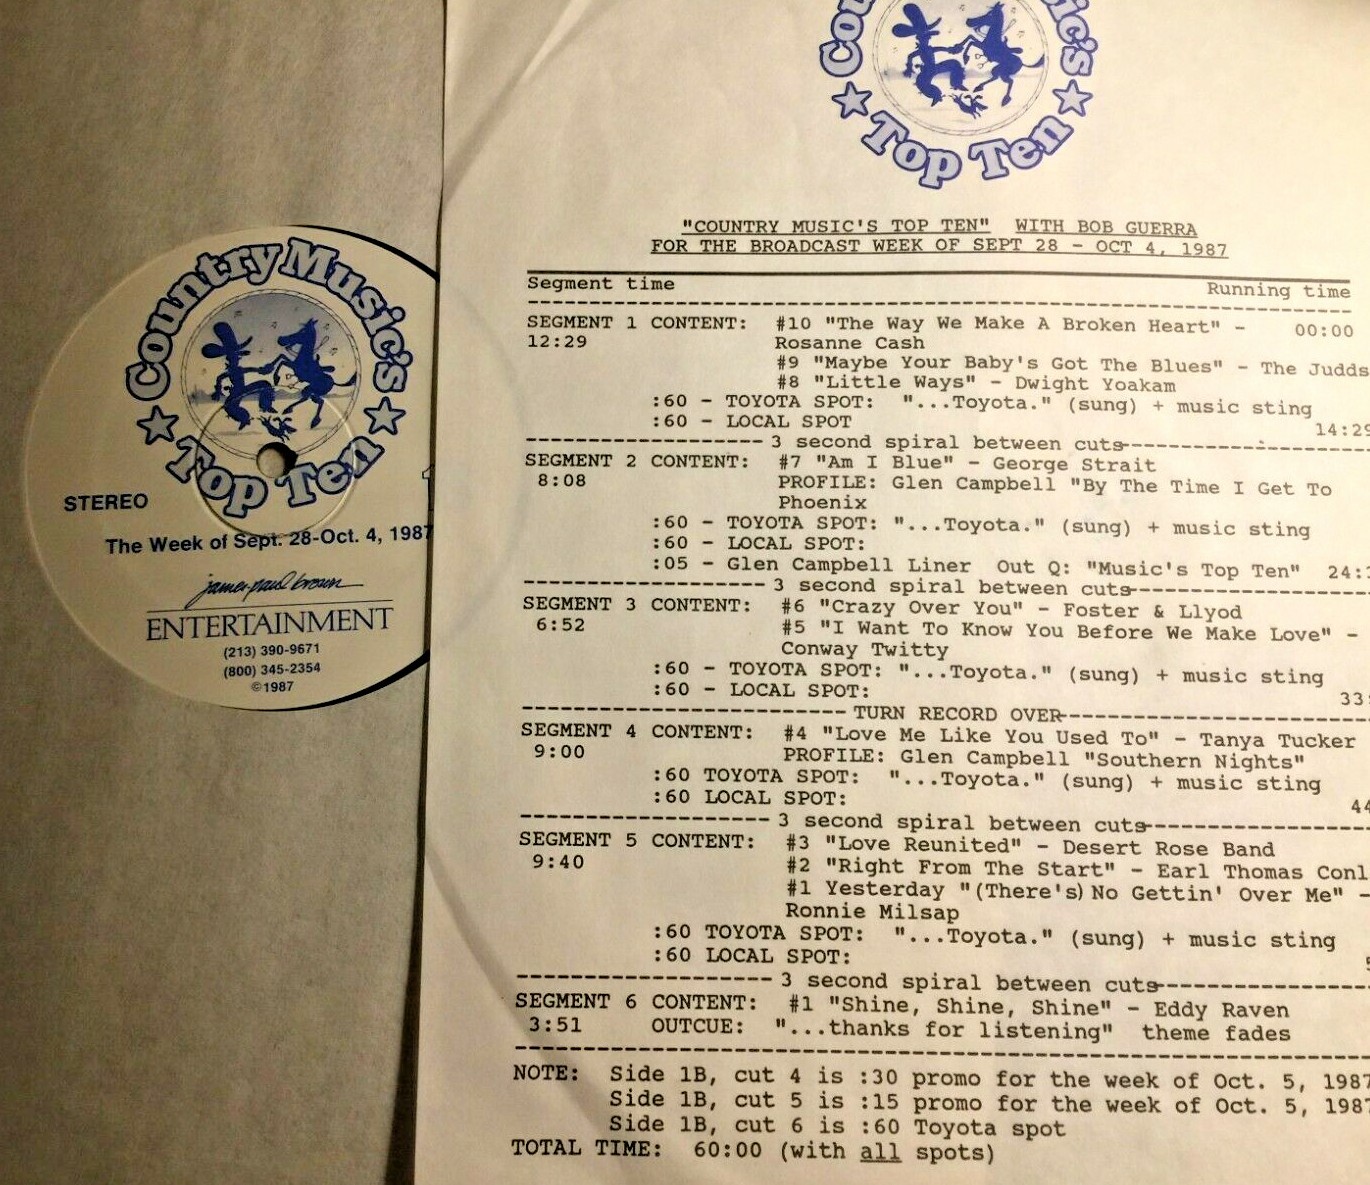 Country Music's
Top Ten
STEREO
The Week of Sept. 28-Oct. 4, 1987
james paul brown
ENTERTAINMENT
(213) 390-9671
(800) 345-2354
©1987
Top Ten
"COUNTRY MUSIC'S TOP TEN" WITH BOB GUERRA
FOR THE BROADCAST WEEK OF SEPT 28 - OCT 4, 1987
Segment time Running time
SEGMENT 1 CONTENT: #10 "The Way We Make A Broken Heart" - 00:00
12:29 Rosanne Cash
#9 "Maybe Your Baby's Got The Blues" - The Judds
#8 "Little Ways" - Dwight Yoakam
:60 - TOYOTA SPOT: "...Toyota." (sung) + music sting
:60 - LOCAL SPOT 14:29
3 second spiral between cuts
SEGMENT 2 CONTENT: #7 "Am I Blue" - George Strait
8:08 PROFILE: Glen Campbell "By The Time I Get To
Phoenix
:60 - TOYOTA SPOT: "...Toyota." (sung) + music sting
:60 - LOCAL SPOT:
:05 - Glen Campbell Liner Out Q: "Music's Top Ten" 24:
3 second spiral between cuts
SEGMENT 3 CONTENT: #6 "Crazy Over You" - Foster & Llyod
6:52 #5 "I Want To Know You Before We Make Love" -
Conway Twitty
:60 - TOYOTA SPOT: "...Toyota." (sung) + music sting
:60 - LOCAL SPOT: 33
TURN RECORD OVER
SEGMENT 4 CONTENT: #4 "Love Me Like You Used To" - Tanya Tucker
9:00 PROFILE: Glen Campbell "Southern Nights"
:60 TOYOTA SPOT: "...Toyota." (sung) + music sting
:60 LOCAL SPOT: 44
3 second spiral between cuts
SEGMENT 5 CONTENT: #3 "Love Reunited" - Desert Rose Band
9:40 #2 "Right From The Start" - Earl Thomas Conl
#1 Yesterday "(There's) No Gettin' Over Me" -
Ronnie Milsap
:60 TOYOTA SPOT: "...Toyota." (sung) + music sting
:60 LOCAL SPOT:
3 second spiral between cuts
SEGMENT 6 CONTENT: #1 "Shine, Shine, Shine" - Eddy Raven
3:51 OUTCUE: "...thanks for listening" theme fades
NOTE: Side 1B, cut 4 is :30 promo for the week of Oct. 5, 1987
Side 1B, cut 5 is :15 promo for the week of Oct. 5, 1987
Side 1B, cut 6 is :60 Toyota spot
TOTAL TIME: 60:00 (with all spots)